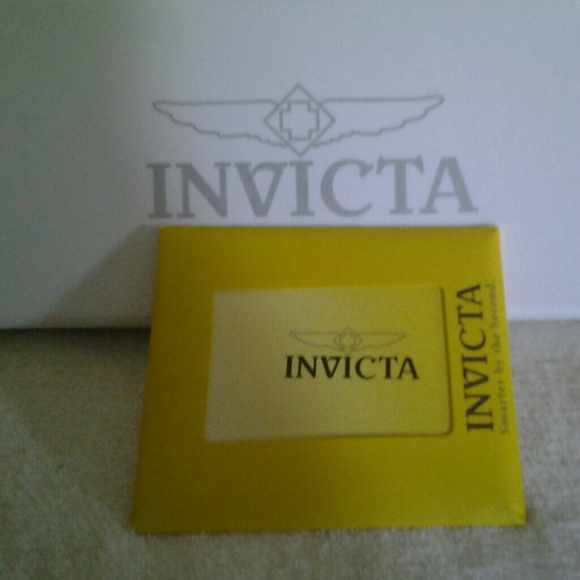 INVICTA
INVICTA
INVICTA
Smarter by the Second